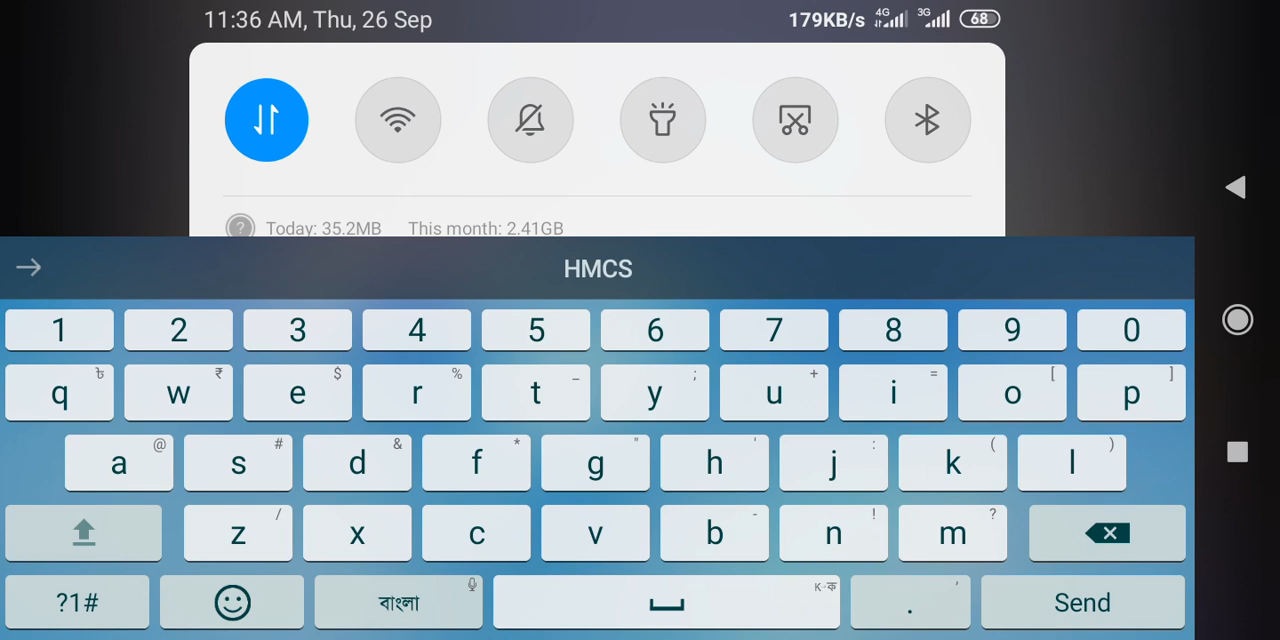 11:36 AM, Thu, 26 Sep 179KB/s 4G 3G 68
? Today: 35.2MB This month: 2.41GB
HMCS
1 2 3 4 5 6 7 8 9 0
q ৳ w ₹ e $ r % t _ y ; u + i = o [ p ]
a @ s # d & f * g " h ' j : k ( l )
z / x c v b - n ! m ?
?1# বাংলা K→क . ' Send